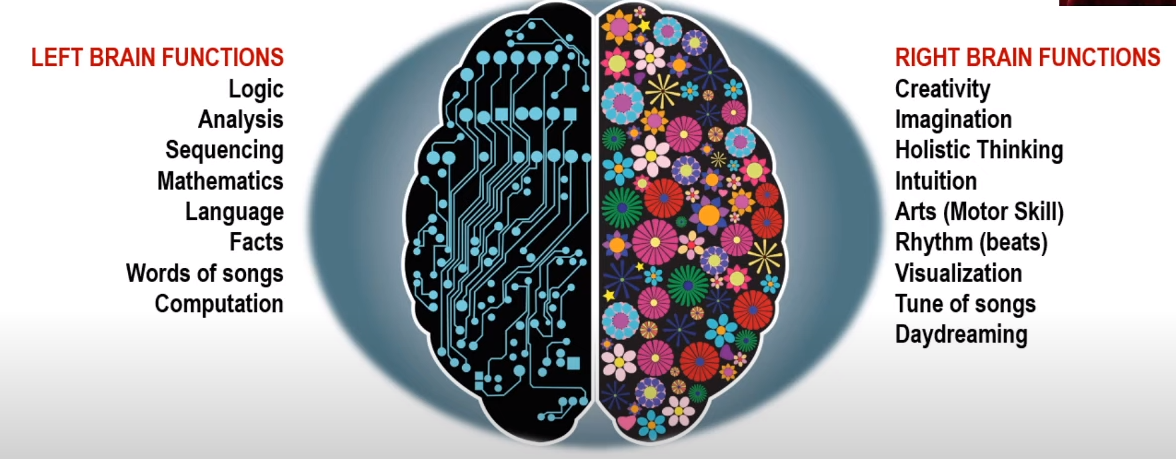 LEFT BRAIN FUNCTIONS
Logic
Analysis
Sequencing
Mathematics
Language
Facts
Words of songs
Computation
RIGHT BRAIN FUNCTIONS
Creativity
Imagination
Holistic Thinking
Intuition
Arts (Motor Skill)
Rhythm (beats)
Visualization
Tune of songs
Daydreaming